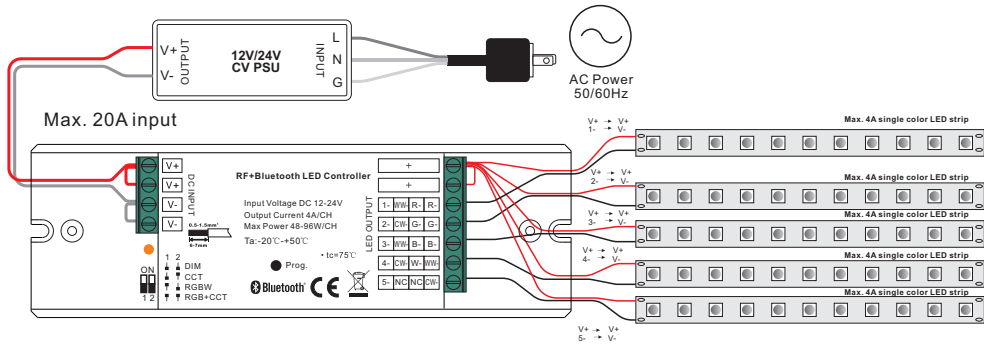 V+
V-
OUTPUT
12V/24V
CV PSU
INPUT
L
N
G
AC Power
50/60Hz
Max. 20A input
V+
V+
V-
V-
DC INPUT
0.5-1.5mm²
6-7mm
ON
1 2
1 2
DIM
CCT
RGBW
RGB+CCT
RF+Bluetooth LED Controller
Input Voltage DC 12-24V
Output Current 4A/CH
Max Power 48-96W/CH
Ta:-20℃-+50℃
• tc=75℃
Prog.
Bluetooth®
CE
LED OUTPUT
+
+
1- WW- R- R-
2- CW- G- G-
3- WW- B- B-
4- CW- W- WW-
5- NC NC CW-
V+ → V+
1- → V-
Max. 4A single color LED strip
V+ → V+
2- → V-
Max. 4A single color LED strip
V+ → V+
3- → V-
Max. 4A single color LED strip
V+ → V+
4- → V-
Max. 4A single color LED strip
Max. 4A single color LED strip
V+ → V+
5- → V-